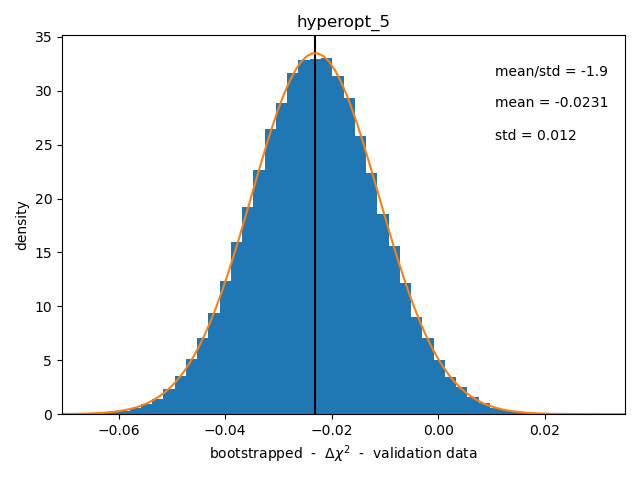 hyperopt_5
mean/std = -1.9
mean = -0.0231
std = 0.012
density
35
30
25
20
15
10
5
0
−0.06 −0.04 −0.02 0.00 0.02
bootstrapped - Δχ² - validation data